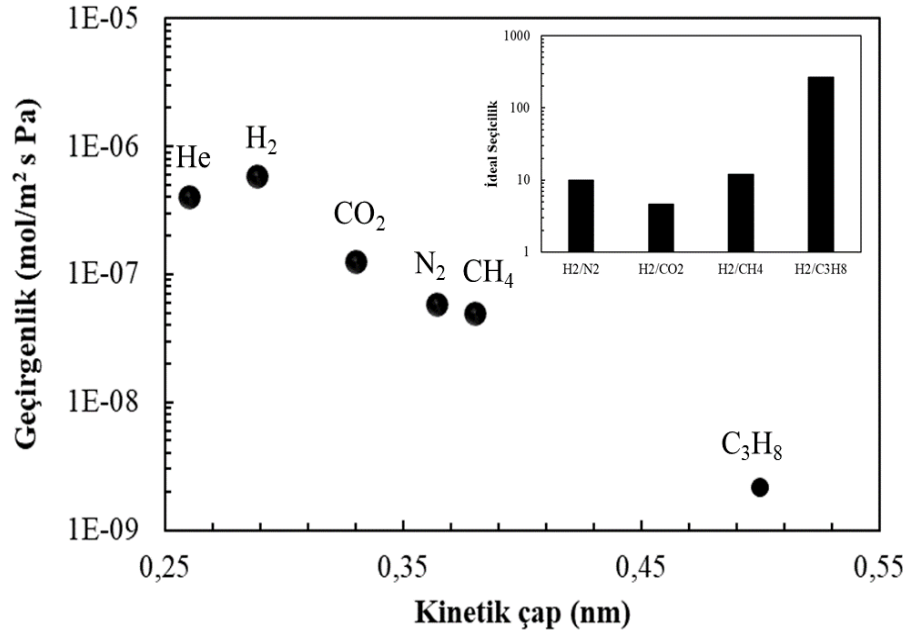 1E-05
1E-06
1E-07
1E-08
1E-09
Geçirgenlik (mol/m² s Pa)
He
H₂
CO₂
N₂
CH₄
C₃H₈
0,25
0,35
0,45
0,55
Kinetik çap (nm)
1000
100
10
1
İdeal Seçicilik
H2/N2
H2/CO2
H2/CH4
H2/C3H8